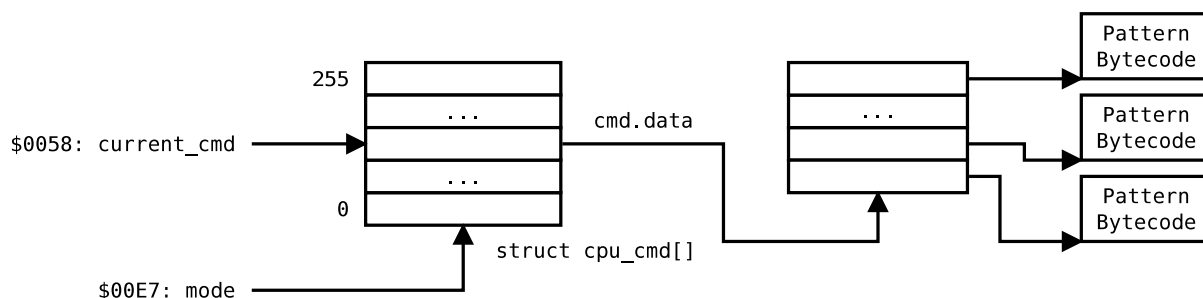 Pattern
Bytecode
255
...
...
cmd.data
Pattern
Bytecode
$0058: current_cmd
...
Pattern
Bytecode
0
struct cpu_cmd[]
$00E7: mode